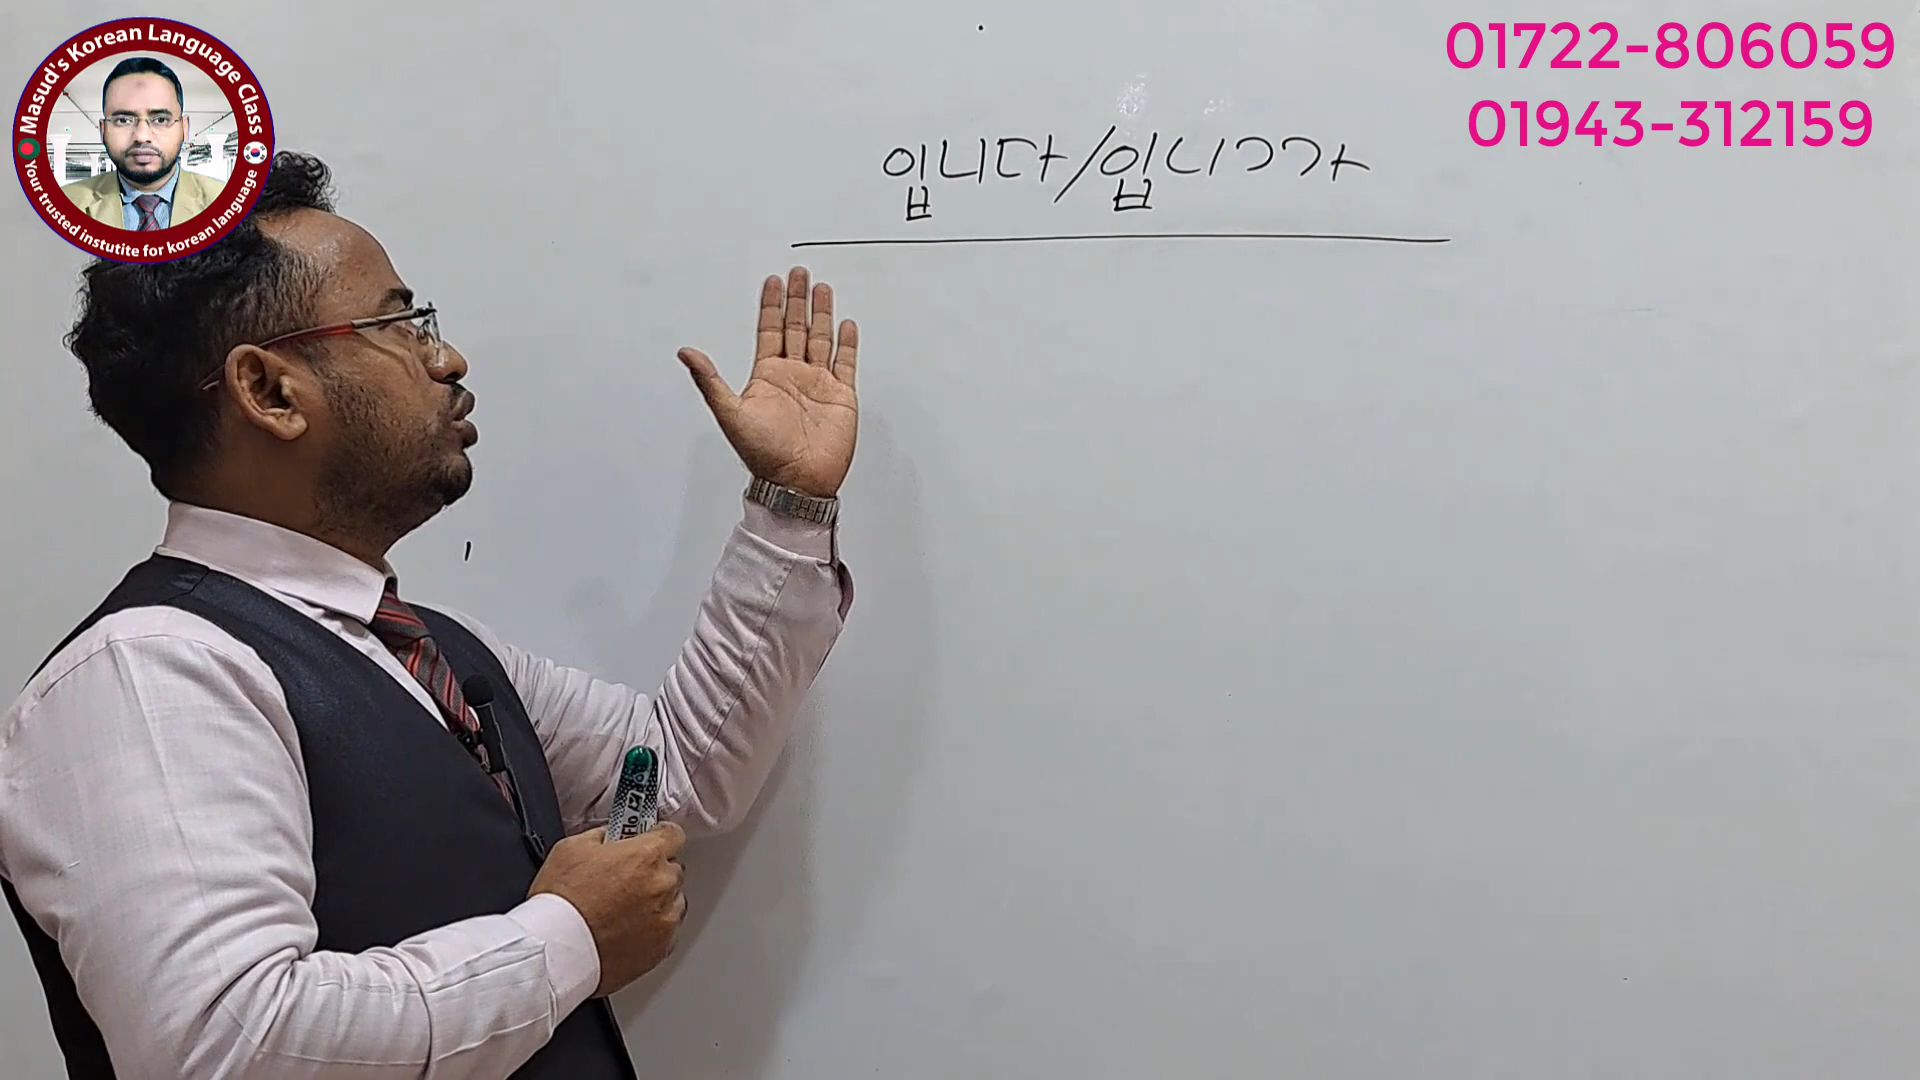 Masud's Korean Language Class
Your trusted instutite for korean language
01722-806059
01943-312159
입니다/입니까